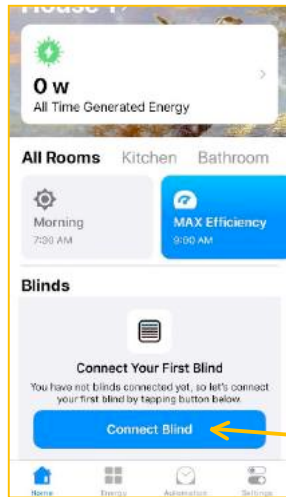 House 1
0 w
All Time Generated Energy
All Rooms Kitchen Bathroom
Morning
7:30 AM
MAX Efficiency
9:00 AM
Blinds
Connect Your First Blind
You have not blinds connected yet, so let's connect
your first blind by tapping button below.
Connect Blind
Home Energy Automation Settings